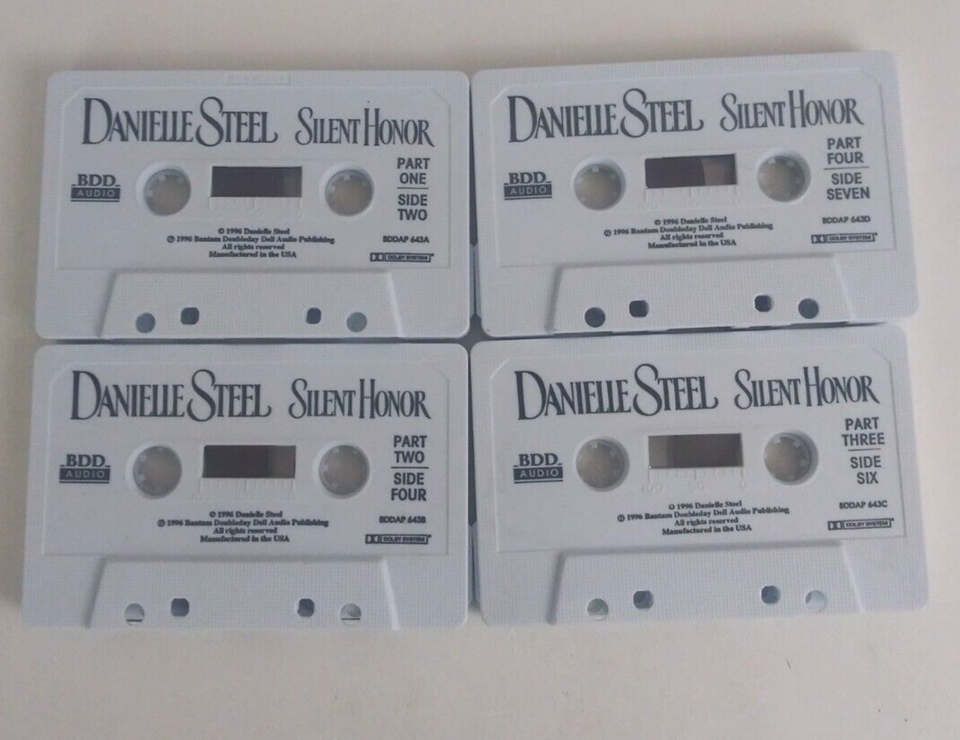 DANIELLE STEEL SILENT HONOR
PART
ONE
SIDE
TWO
BDD
AUDIO
© 1996 Danielle Steel
℗ 1996 Bantam Doubleday Dell Audio Publishing
All rights reserved
Manufactured in the USA
BDDAP 643A
DOLBY SYSTEM
DANIELLE STEEL SILENT HONOR
PART
FOUR
SIDE
SEVEN
BDD
AUDIO
© 1996 Danielle Steel
℗ 1996 Bantam Doubleday Dell Audio Publishing
All rights reserved
Manufactured in the USA
BDDAP 643D
DOLBY SYSTEM
DANIELLE STEEL SILENT HONOR
PART
TWO
SIDE
FOUR
BDD
AUDIO
© 1996 Danielle Steel
℗ 1996 Bantam Doubleday Dell Audio Publishing
All rights reserved
Manufactured in the USA
BDDAP 643B
DOLBY SYSTEM
DANIELLE STEEL SILENT HONOR
PART
THREE
SIDE
SIX
BDD
AUDIO
100 50 0
© 1996 Danielle Steel
℗ 1996 Bantam Doubleday Dell Audio Publishing
All rights reserved
Manufactured in the USA
BDDAP 643C
DOLBY SYSTEM